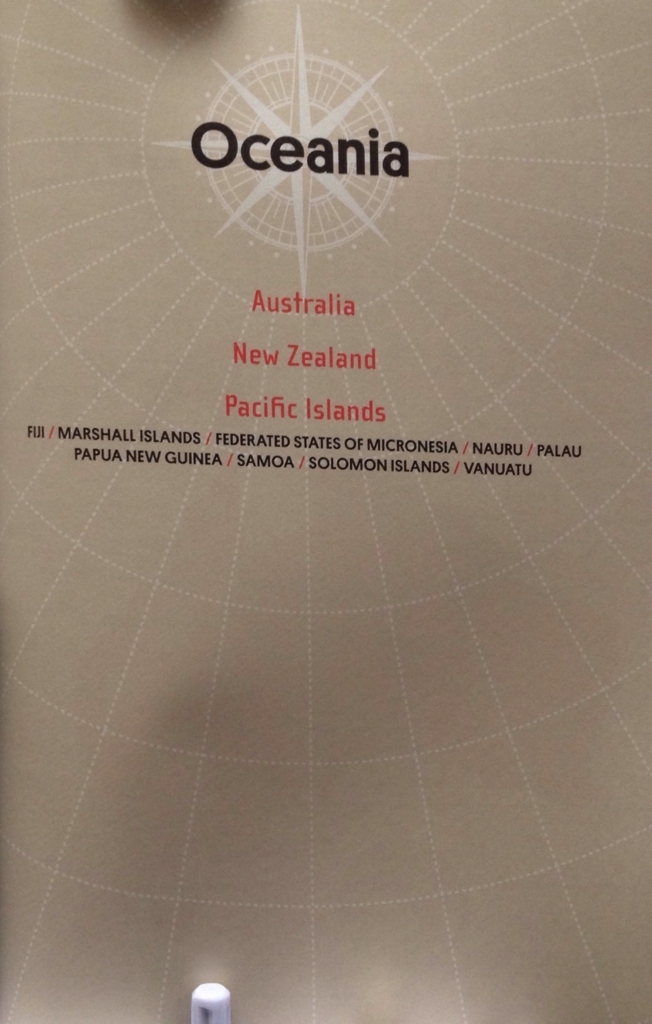 Oceania
Australia
New Zealand
Pacific Islands
FIJI / MARSHALL ISLANDS / FEDERATED STATES OF MICRONESIA / NAURU / PALAU
PAPUA NEW GUINEA / SAMOA / SOLOMON ISLANDS / VANUATU